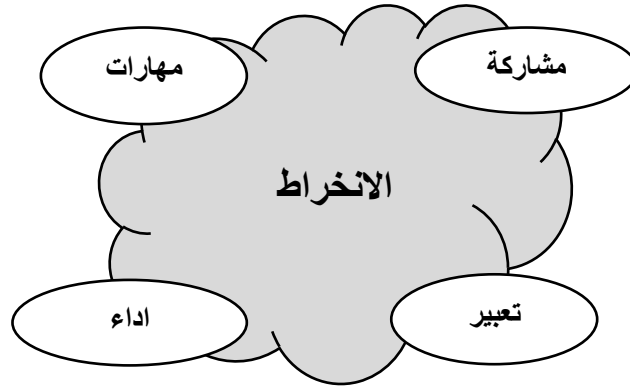 مشاركة
مهارات
الانخراط
تعبير
اداء